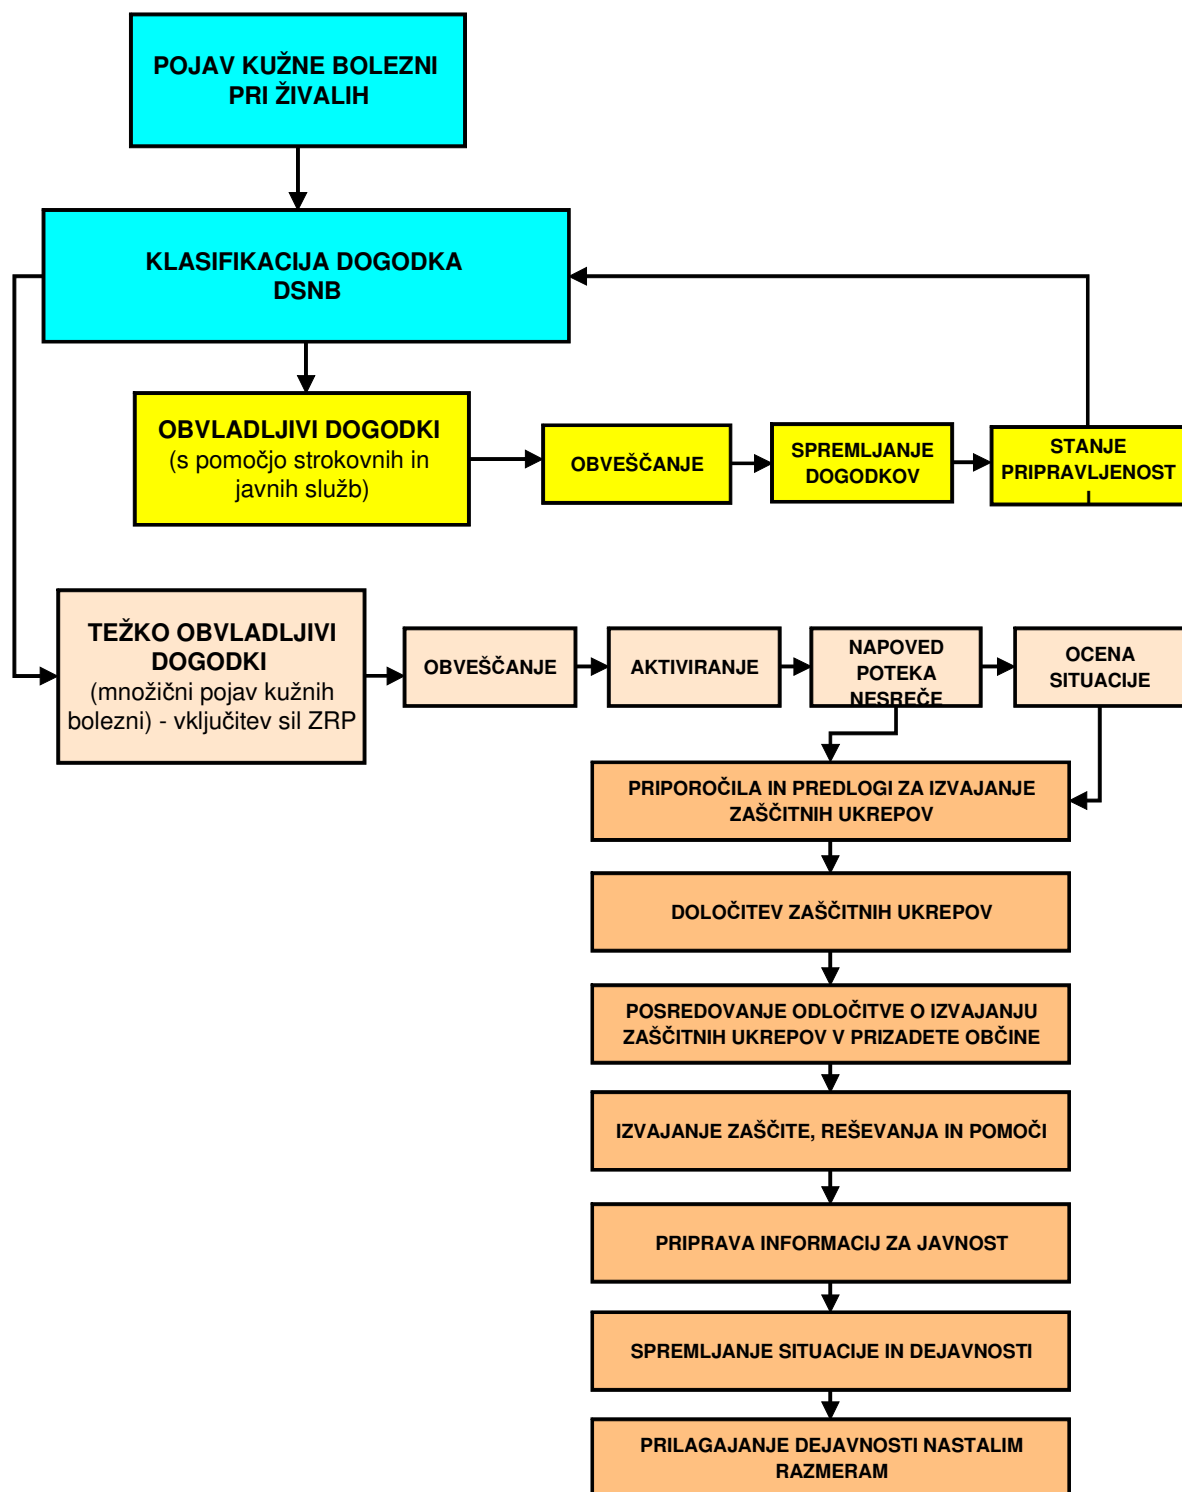 POJAV KUŽNE BOLEZNI
PRI ŽIVALIH
KLASIFIKACIJA DOGODKA
DSNB
OBVLADLJIVI DOGODKI
(s pomočjo strokovnih in
javnih služb)
OBVEŠČANJE
SPREMLJANJE
DOGODKOV
STANJE
PRIPRAVLJENOST
I
TEŽKO OBVLADLJIVI
DOGODKI
(množični pojav kužnih
bolezni) - vključitev sil ZRP
OBVEŠČANJE
AKTIVIRANJE
NAPOVED
POTEKA
NESREČE
OCENA
SITUACIJE
PRIPOROČILA IN PREDLOGI ZA IZVAJANJE
ZAŠČITNIH UKREPOV
DOLOČITEV ZAŠČITNIH UKREPOV
POSREDOVANJE ODLOČITVE O IZVAJANJU
ZAŠČITNIH UKREPOV V PRIZADETE OBČINE
IZVAJANJE ZAŠČITE, REŠEVANJA IN POMOČI
PRIPRAVA INFORMACIJ ZA JAVNOST
SPREMLJANJE SITUACIJE IN DEJAVNOSTI
PRILAGAJANJE DEJAVNOSTI NASTALIM
RAZMERAM